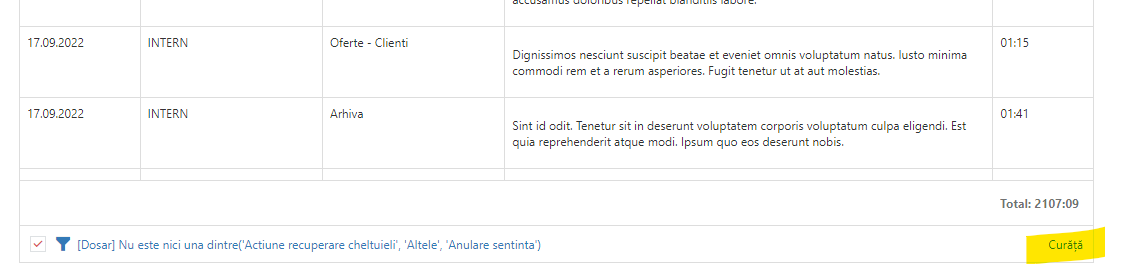 accusamus doloribus repellat blanditiis labore.
17.09.2022 INTERN Oferte - Clienti Dignissimos nesciunt suscipit beatae et eveniet omnis voluptatum natus. Iusto minima 01:15
commodi rem et a rerum asperiores. Fugit tenetur ut at aut molestias.
17.09.2022 INTERN Arhiva Sint id odit. Tenetur sit in deserunt voluptatem corporis voluptatum culpa eligendi. Est 01:41
quia reprehenderit atque modi. Ipsum quo eos deserunt nobis.
Total: 2107:09
[Dosar] Nu este nici una dintre('Actiune recuperare cheltuieli', 'Altele', 'Anulare sentinta') Curăță